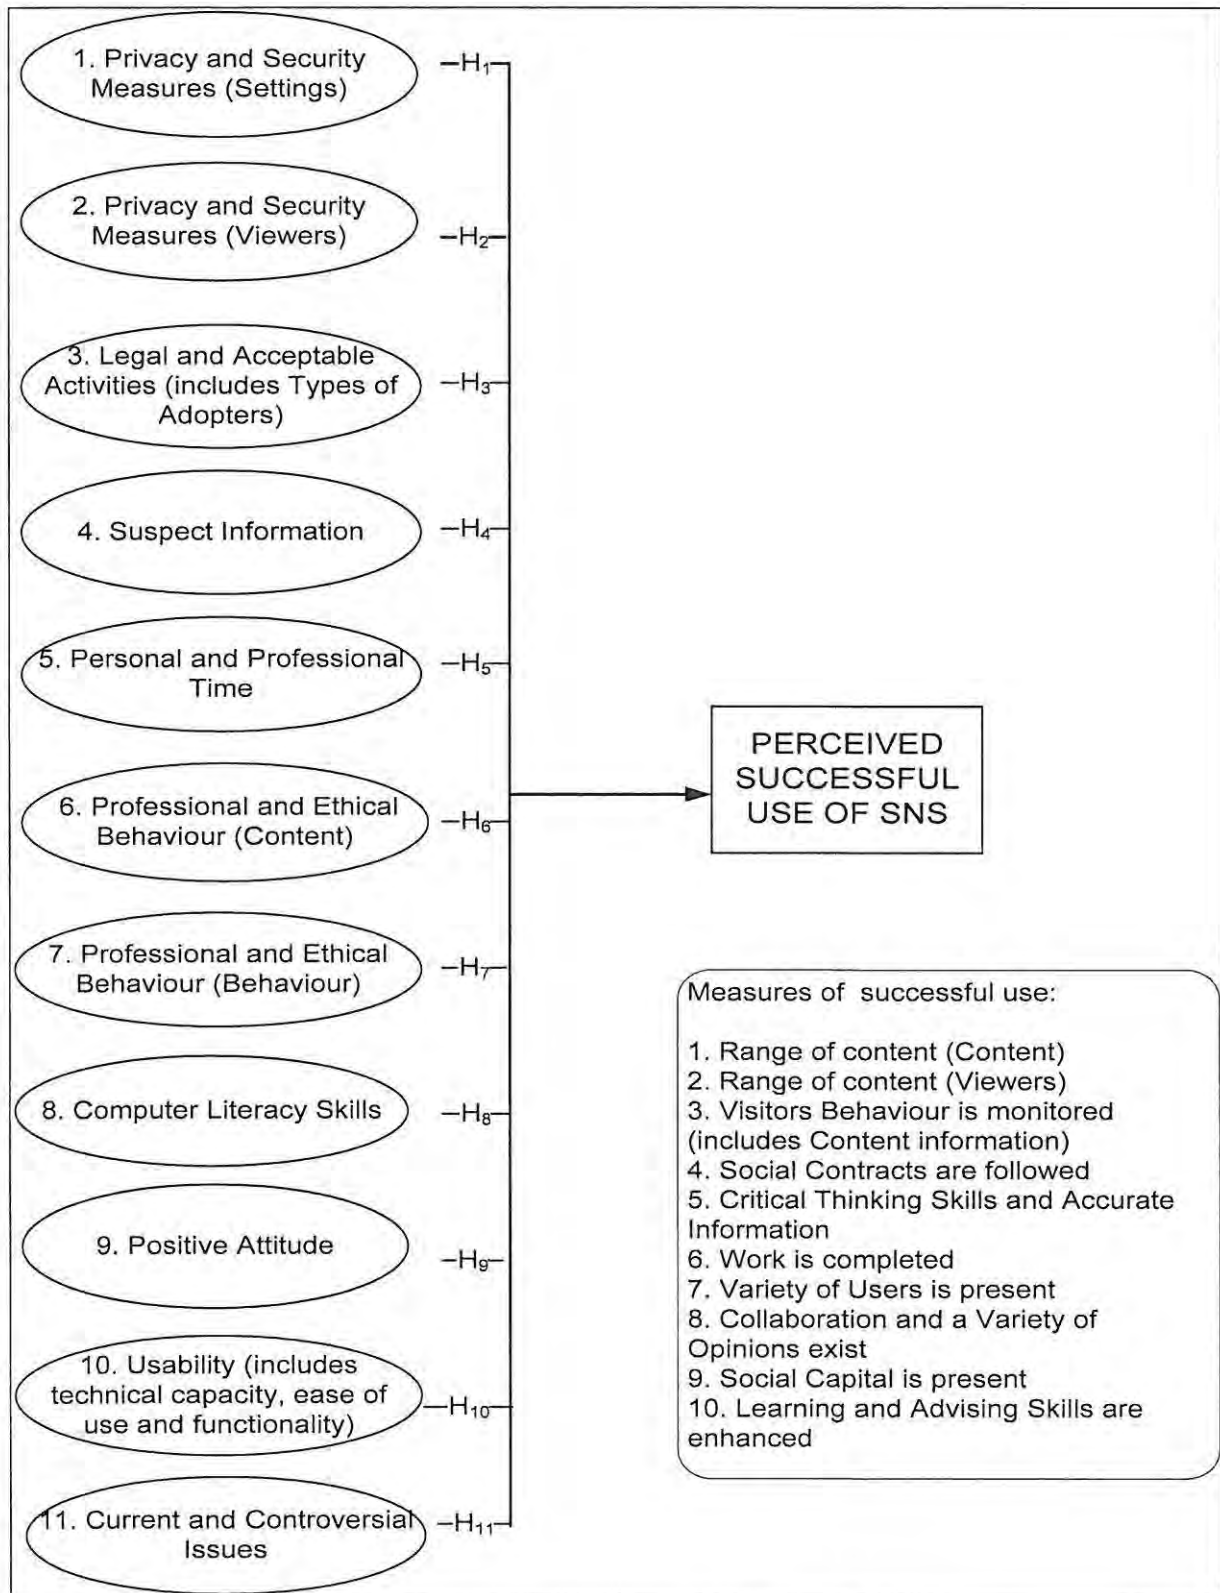 1. Privacy and Security
Measures (Settings)
–H₁–
2. Privacy and Security
Measures (Viewers)
–H₂–
3. Legal and Acceptable
Activities (includes Types of
Adopters)
–H₃–
4. Suspect Information
–H₄–
5. Personal and Professional
Time
–H₅–
6. Professional and Ethical
Behaviour (Content)
–H₆–
7. Professional and Ethical
Behaviour (Behaviour)
–H₇–
8. Computer Literacy Skills
–H₈–
9. Positive Attitude
–H₉–
10. Usability (includes
technical capacity, ease of
use and functionality)
–H₁₀–
11. Current and Controversial
Issues
–H₁₁–
PERCEIVED
SUCCESSFUL
USE OF SNS
Measures of successful use:
1. Range of content (Content)
2. Range of content (Viewers)
3. Visitors Behaviour is monitored
(includes Content information)
4. Social Contracts are followed
5. Critical Thinking Skills and Accurate
Information
6. Work is completed
7. Variety of Users is present
8. Collaboration and a Variety of
Opinions exist
9. Social Capital is present
10. Learning and Advising Skills are
enhanced